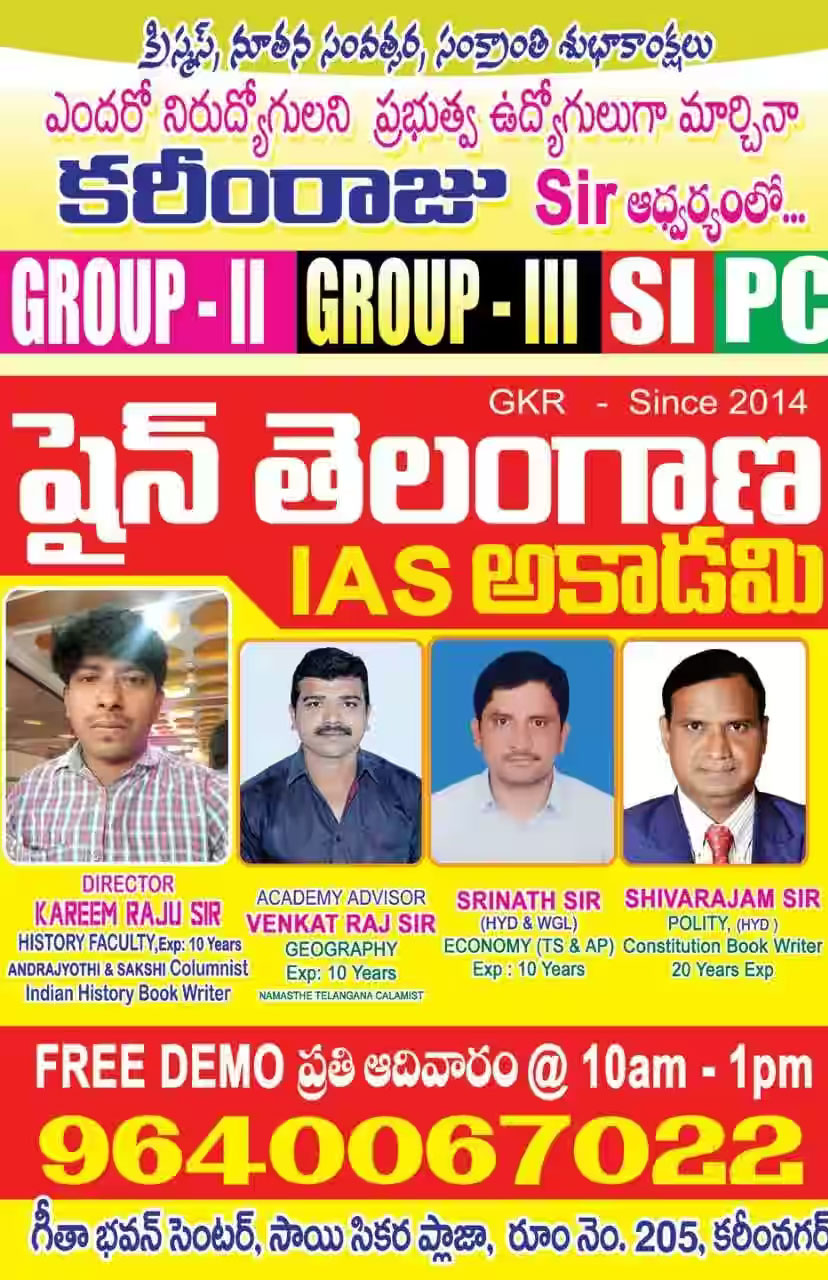 క్రిస్మస్, నూతన సంవత్సర, సంక్రాంతి శుభాకాంక్షలు
ఎందరో నిరుద్యోగులని ప్రభుత్వ ఉద్యోగులుగా మార్చినా
కరీంరాజు Sir ఆధ్వర్యంలో...
GROUP - II GROUP - III SI PC
GKR - Since 2014
షైన్ తెలంగాణ
IAS అకాడమి
DIRECTOR
KAREEM RAJU SIR
HISTORY FACULTY,Exp: 10 Years
ANDRAJYOTHI & SAKSHI Columnist
Indian History Book Writer
ACADEMY ADVISOR
VENKAT RAJ SIR
GEOGRAPHY
Exp: 10 Years
NAMASTHE TELANGANA CALAMIST
SRINATH SIR
(HYD & WGL)
ECONOMY (TS & AP)
Exp : 10 Years
SHIVARAJAM SIR
POLITY, (HYD )
Constitution Book Writer
20 Years Exp
FREE DEMO ప్రతి ఆదివారం @ 10am - 1pm
9640067022
గీతా భవన్ సెంటర్, సాయి సికర ప్లాజా, రూం నెం. 205, కరీంనగర్